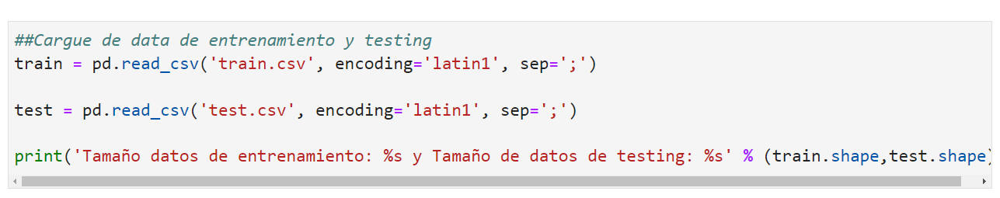 ##Cargue de data de entrenamiento y testing
train = pd.read_csv('train.csv', encoding='latin1', sep=';')
test = pd.read_csv('test.csv', encoding='latin1', sep=';')
print('Tamaño datos de entrenamiento: %s y Tamaño de datos de testing: %s' % (train.shape,test.shape)